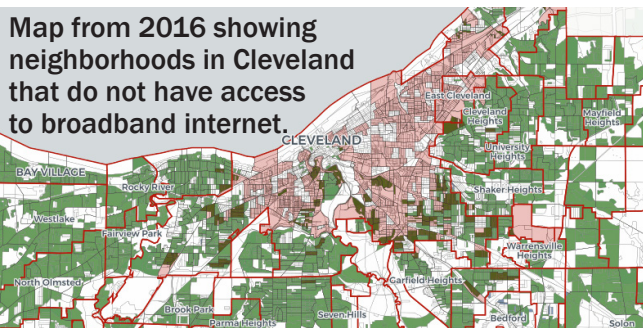 Map from 2016 showing
neighborhoods in Cleveland
that do not have access
to broadband internet.
East Cleveland
Cleveland
Heights
Mayfield
Heights
CLEVELAND
University
Heights
BAY VILLAGE
Rocky River
Shaker Heights
Westlake
Fairview Park
Warrensville
Heights
North Olmsted
Garfield Heights
Brook Park
Parma Heights
Seven Hills
Bedford